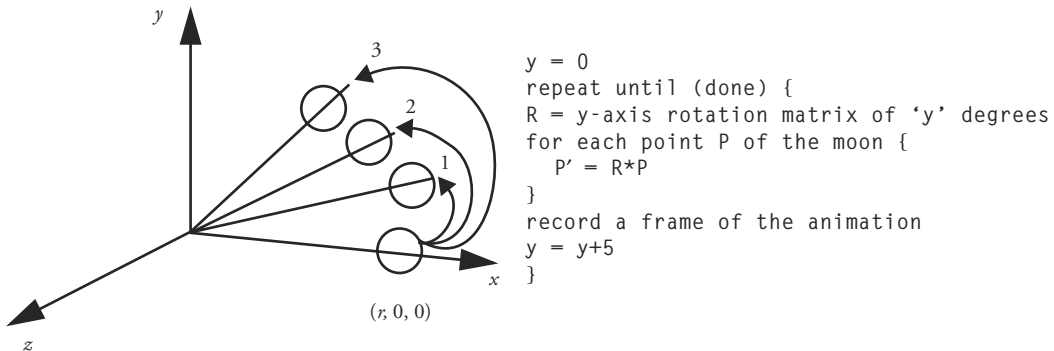 y
3
2
1
x
(r, 0, 0)
z
y = 0
repeat until (done) {
R = y-axis rotation matrix of ‘y’ degrees
for each point P of the moon {
P′ = R*P
}
record a frame of the animation
y = y+5
}